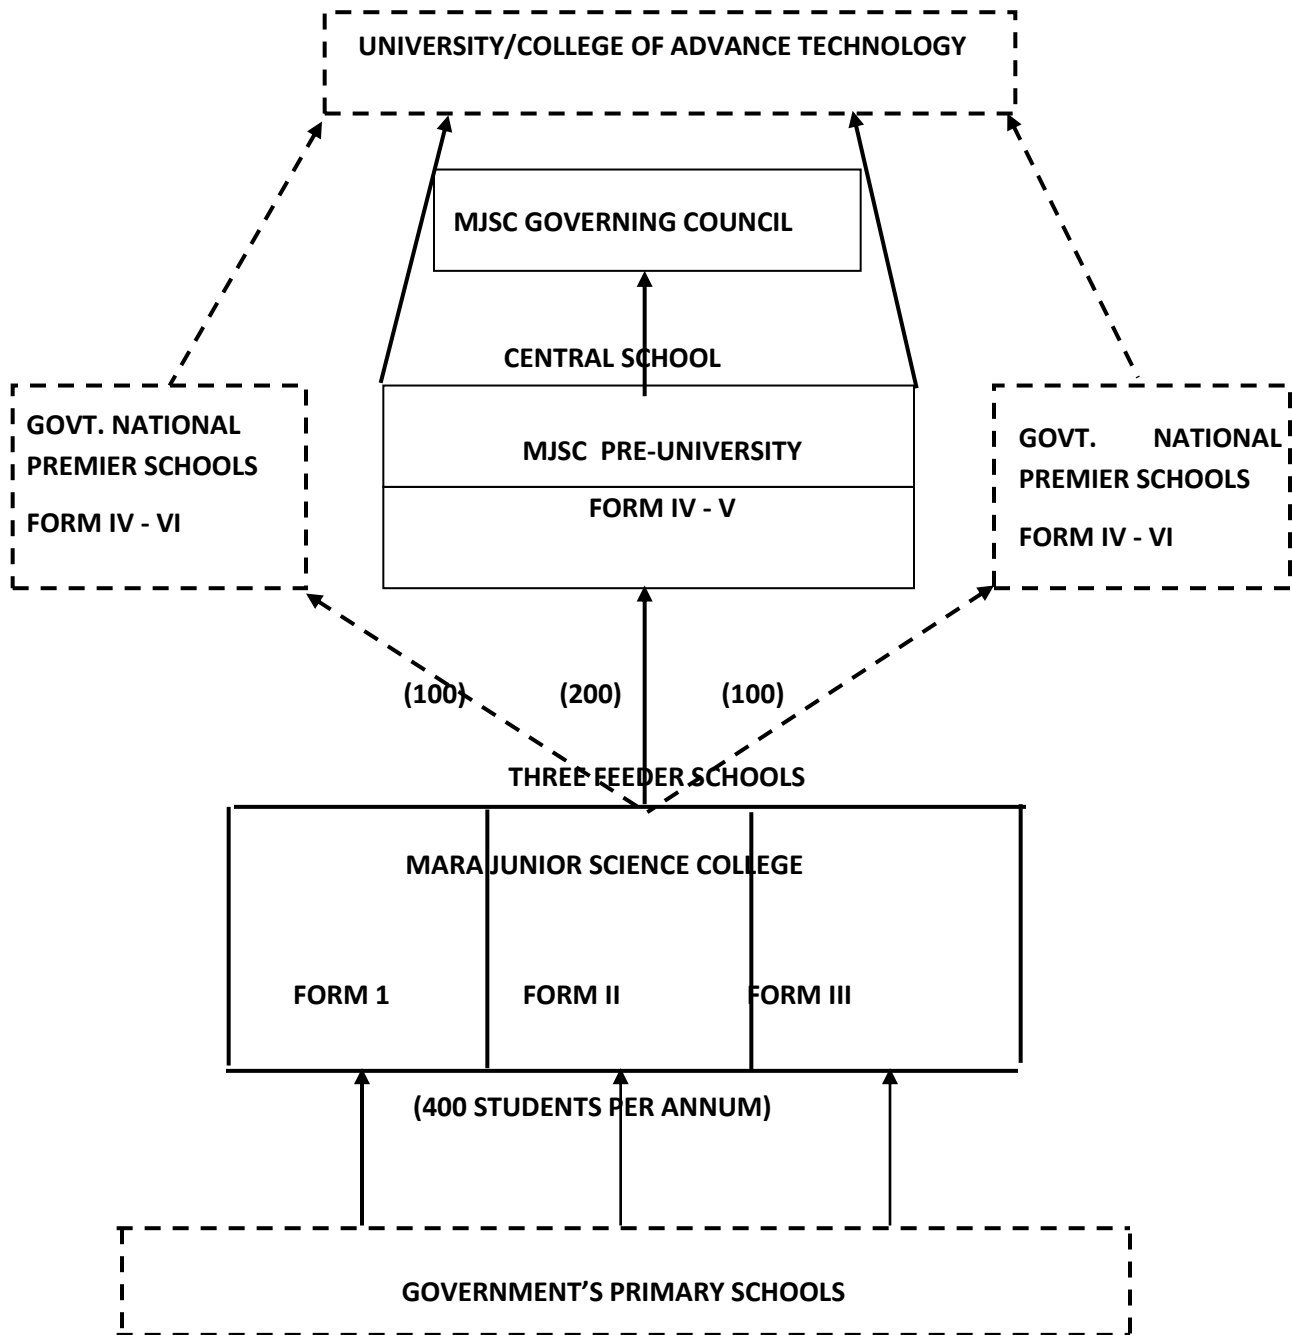 UNIVERSITY/COLLEGE OF ADVANCE TECHNOLOGY
MJSC GOVERNING COUNCIL
CENTRAL SCHOOL
GOVT. NATIONAL
PREMIER SCHOOLS
FORM IV - VI
MJSC PRE-UNIVERSITY
FORM IV - V
GOVT. NATIONAL
PREMIER SCHOOLS
FORM IV - VI
(100)
(200)
(100)
THREE FEEDER SCHOOLS
MARA JUNIOR SCIENCE COLLEGE
FORM 1
FORM II
FORM III
(400 STUDENTS PER ANNUM)
GOVERNMENT’S PRIMARY SCHOOLS